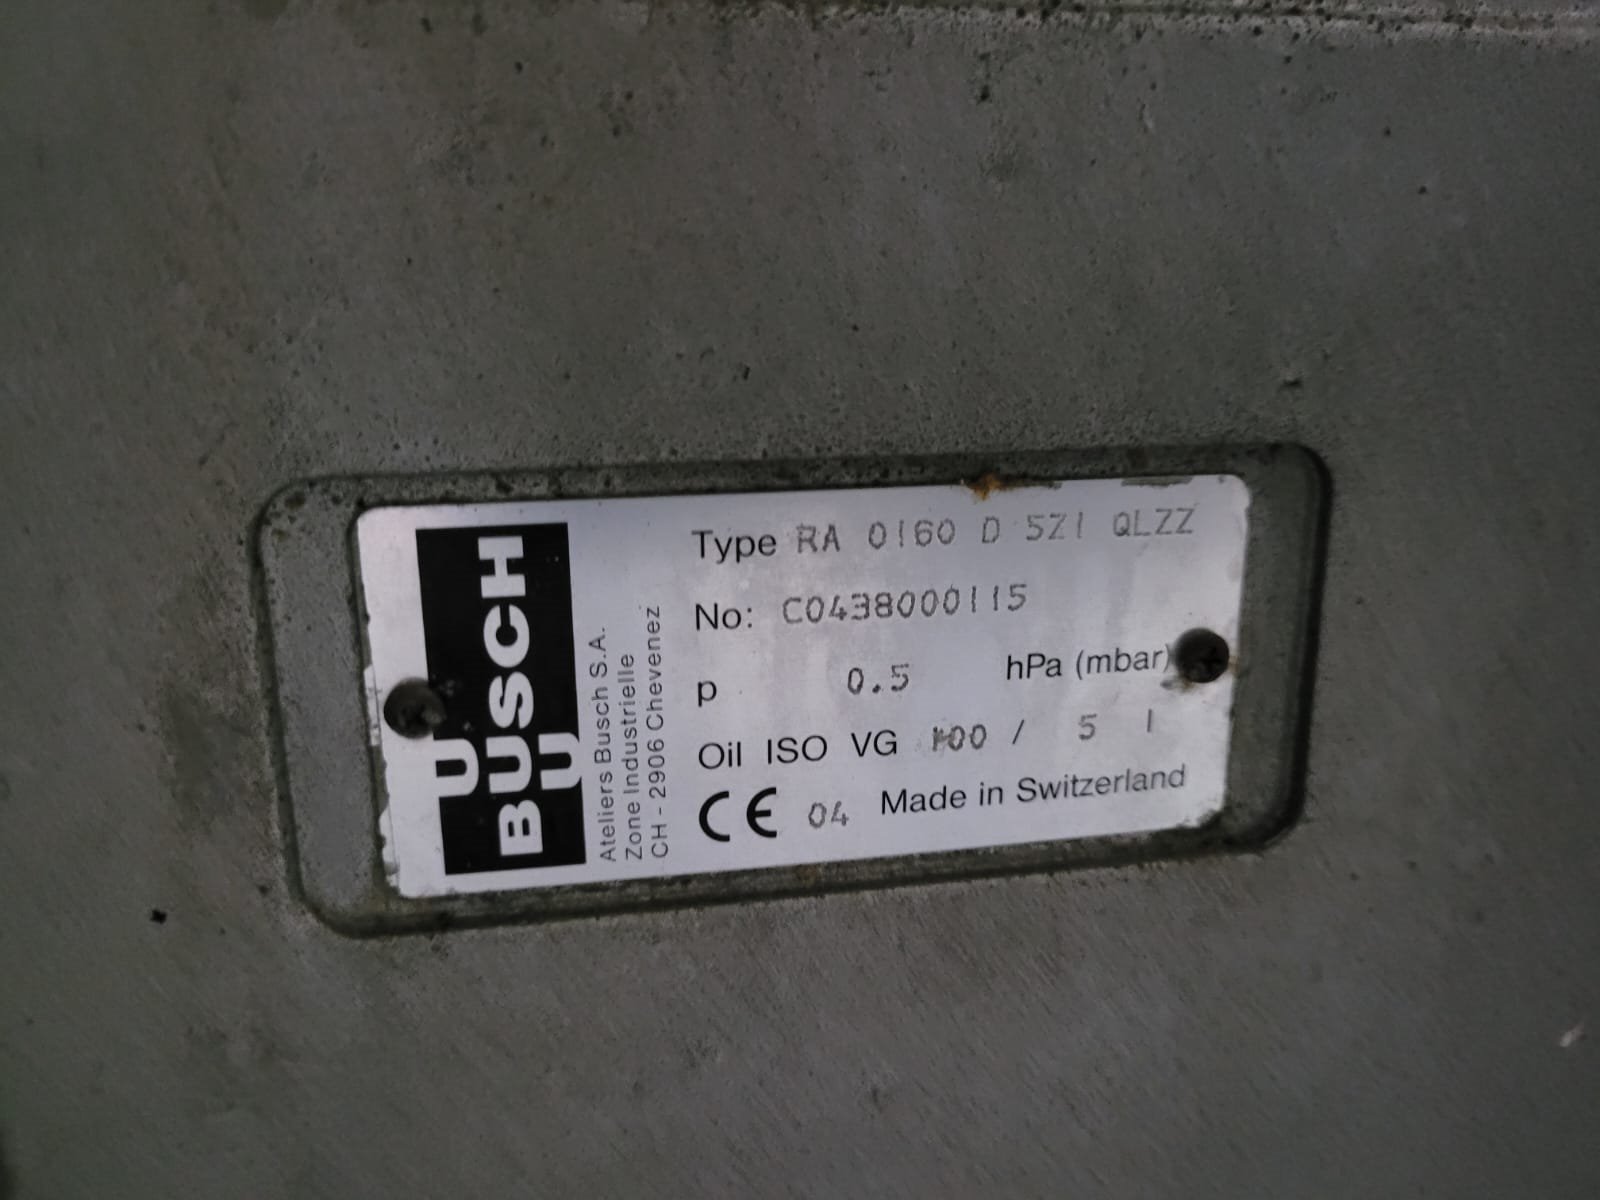 U
BUSCH
U
Ateliers Busch S.A.
Zone Industrielle
CH - 2906 Chevenez
Type RA 0160 D 5Z1 QLZZ
No: C0438000115
p 0.5 hPa (mbar)
Oil ISO VG 100 / 5 l
CE 04 Made in Switzerland